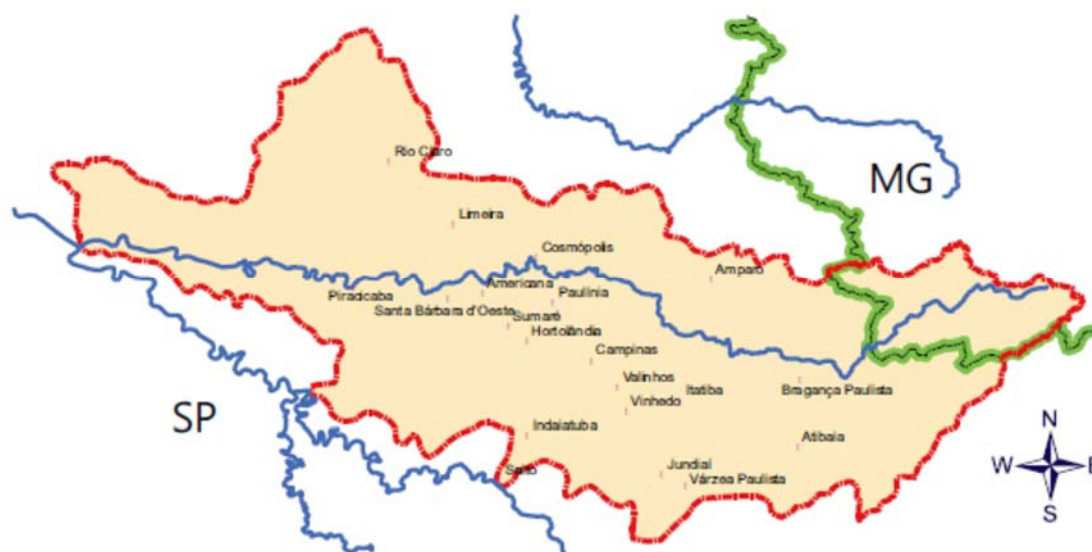 Rio Claro
MG
Limeira
Cosmópolis
Amparo
Americana
Piracicaba
Paulínia
Santa Bárbara d'Oeste
Sumaré
Hortolândia
Campinas
Valinhos
Itatiba
Bragança Paulista
Vinhedo
SP
Indaiatuba
Atibaia
N
W
E
S
Jundiaí
Salto
Várzea Paulista